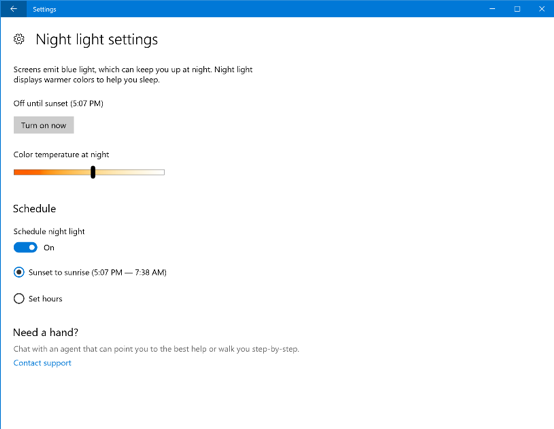 Settings
Night light settings
Screens emit blue light, which can keep you up at night. Night light
displays warmer colors to help you sleep.
Off until sunset (5:07 PM)
Turn on now
Color temperature at night
Schedule
Schedule night light
On
Sunset to sunrise (5:07 PM — 7:38 AM)
Set hours
Need a hand?
Chat with an agent that can point you to the best help or walk you step-by-step.
Contact support